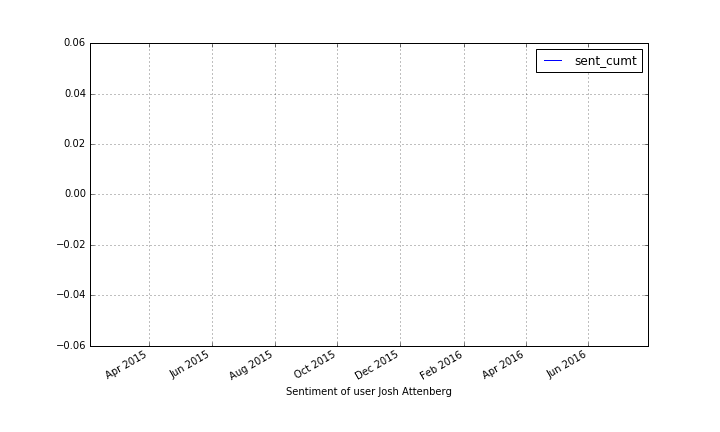 sent_cumt
0.06
0.04
0.02
0.00
−0.02
−0.04
−0.06
Apr 2015
Jun 2015
Aug 2015
Oct 2015
Dec 2015
Feb 2016
Apr 2016
Jun 2016
Sentiment of user Josh Attenberg